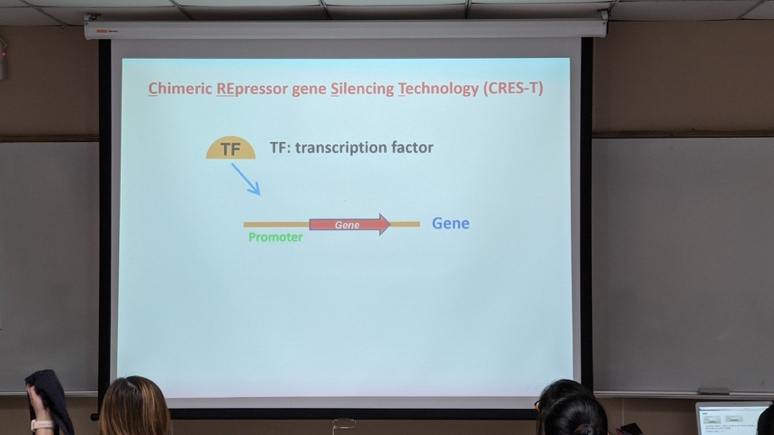 Chimeric REpressor gene Silencing Technology (CRES-T)
TF
TF: transcription factor
Gene
Gene
Promoter